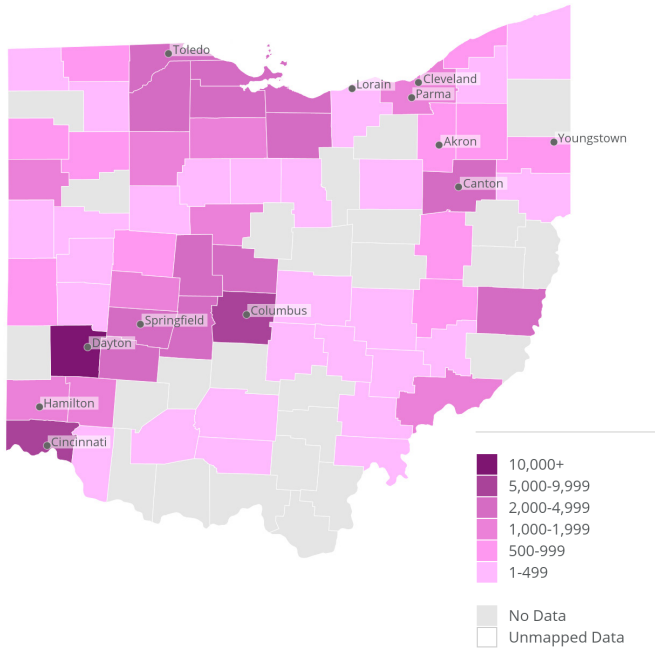 Toledo
Cleveland
Lorain
Parma
Akron
Youngstown
Canton
Columbus
Springfield
Dayton
Hamilton
Cincinnati
10,000+
5,000-9,999
2,000-4,999
1,000-1,999
500-999
1-499
No Data
Unmapped Data